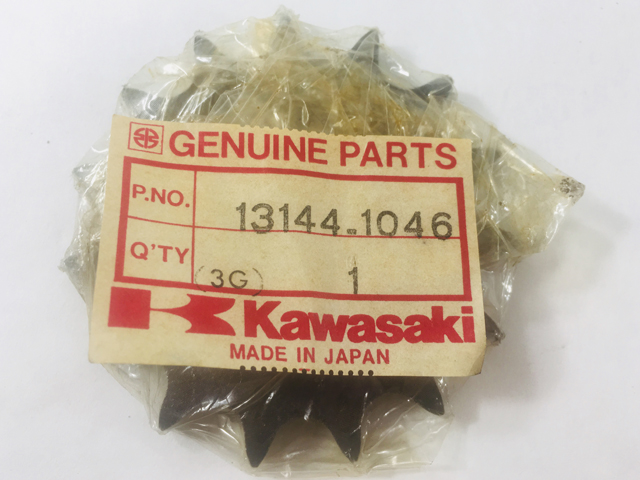 GENUINE PARTS
P.NO. 13144-1046
Q'TY (3G) 1
Kawasaki
MADE IN JAPAN